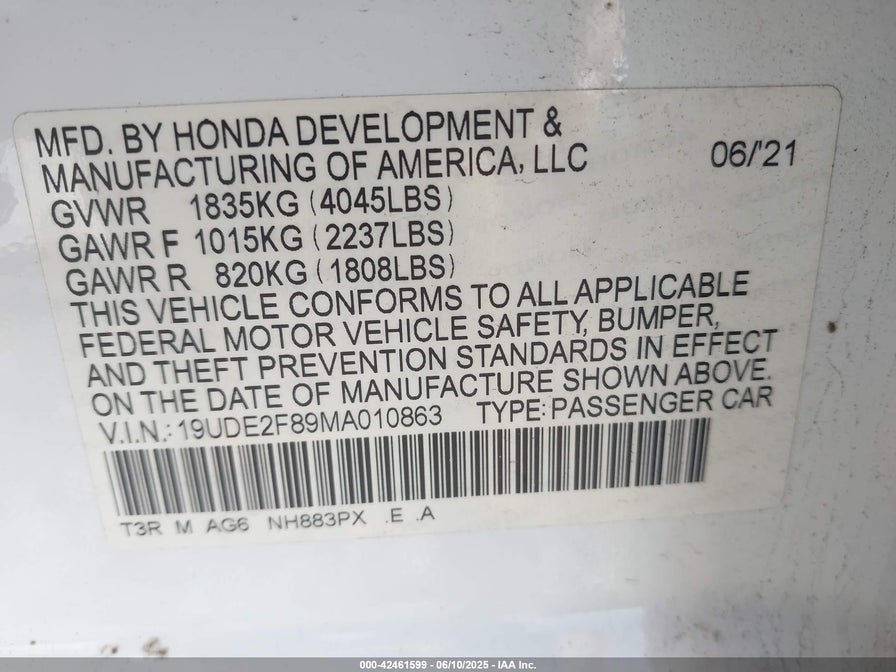 MFD. BY HONDA DEVELOPMENT &
MANUFACTURING OF AMERICA, LLC 06/'21
GVWR 1835KG (4045LBS)
GAWR F 1015KG (2237LBS)
GAWR R 820KG (1808LBS)
THIS VEHICLE CONFORMS TO ALL APPLICABLE
FEDERAL MOTOR VEHICLE SAFETY, BUMPER,
AND THEFT PREVENTION STANDARDS IN EFFECT
ON THE DATE OF MANUFACTURE SHOWN ABOVE.
V.I.N.: 19UDE2F89MA010863 TYPE: PASSENGER CAR
T3R M AG6 NH883PX .E .A
000-42461599 - 06/10/2025 - IAA Inc.